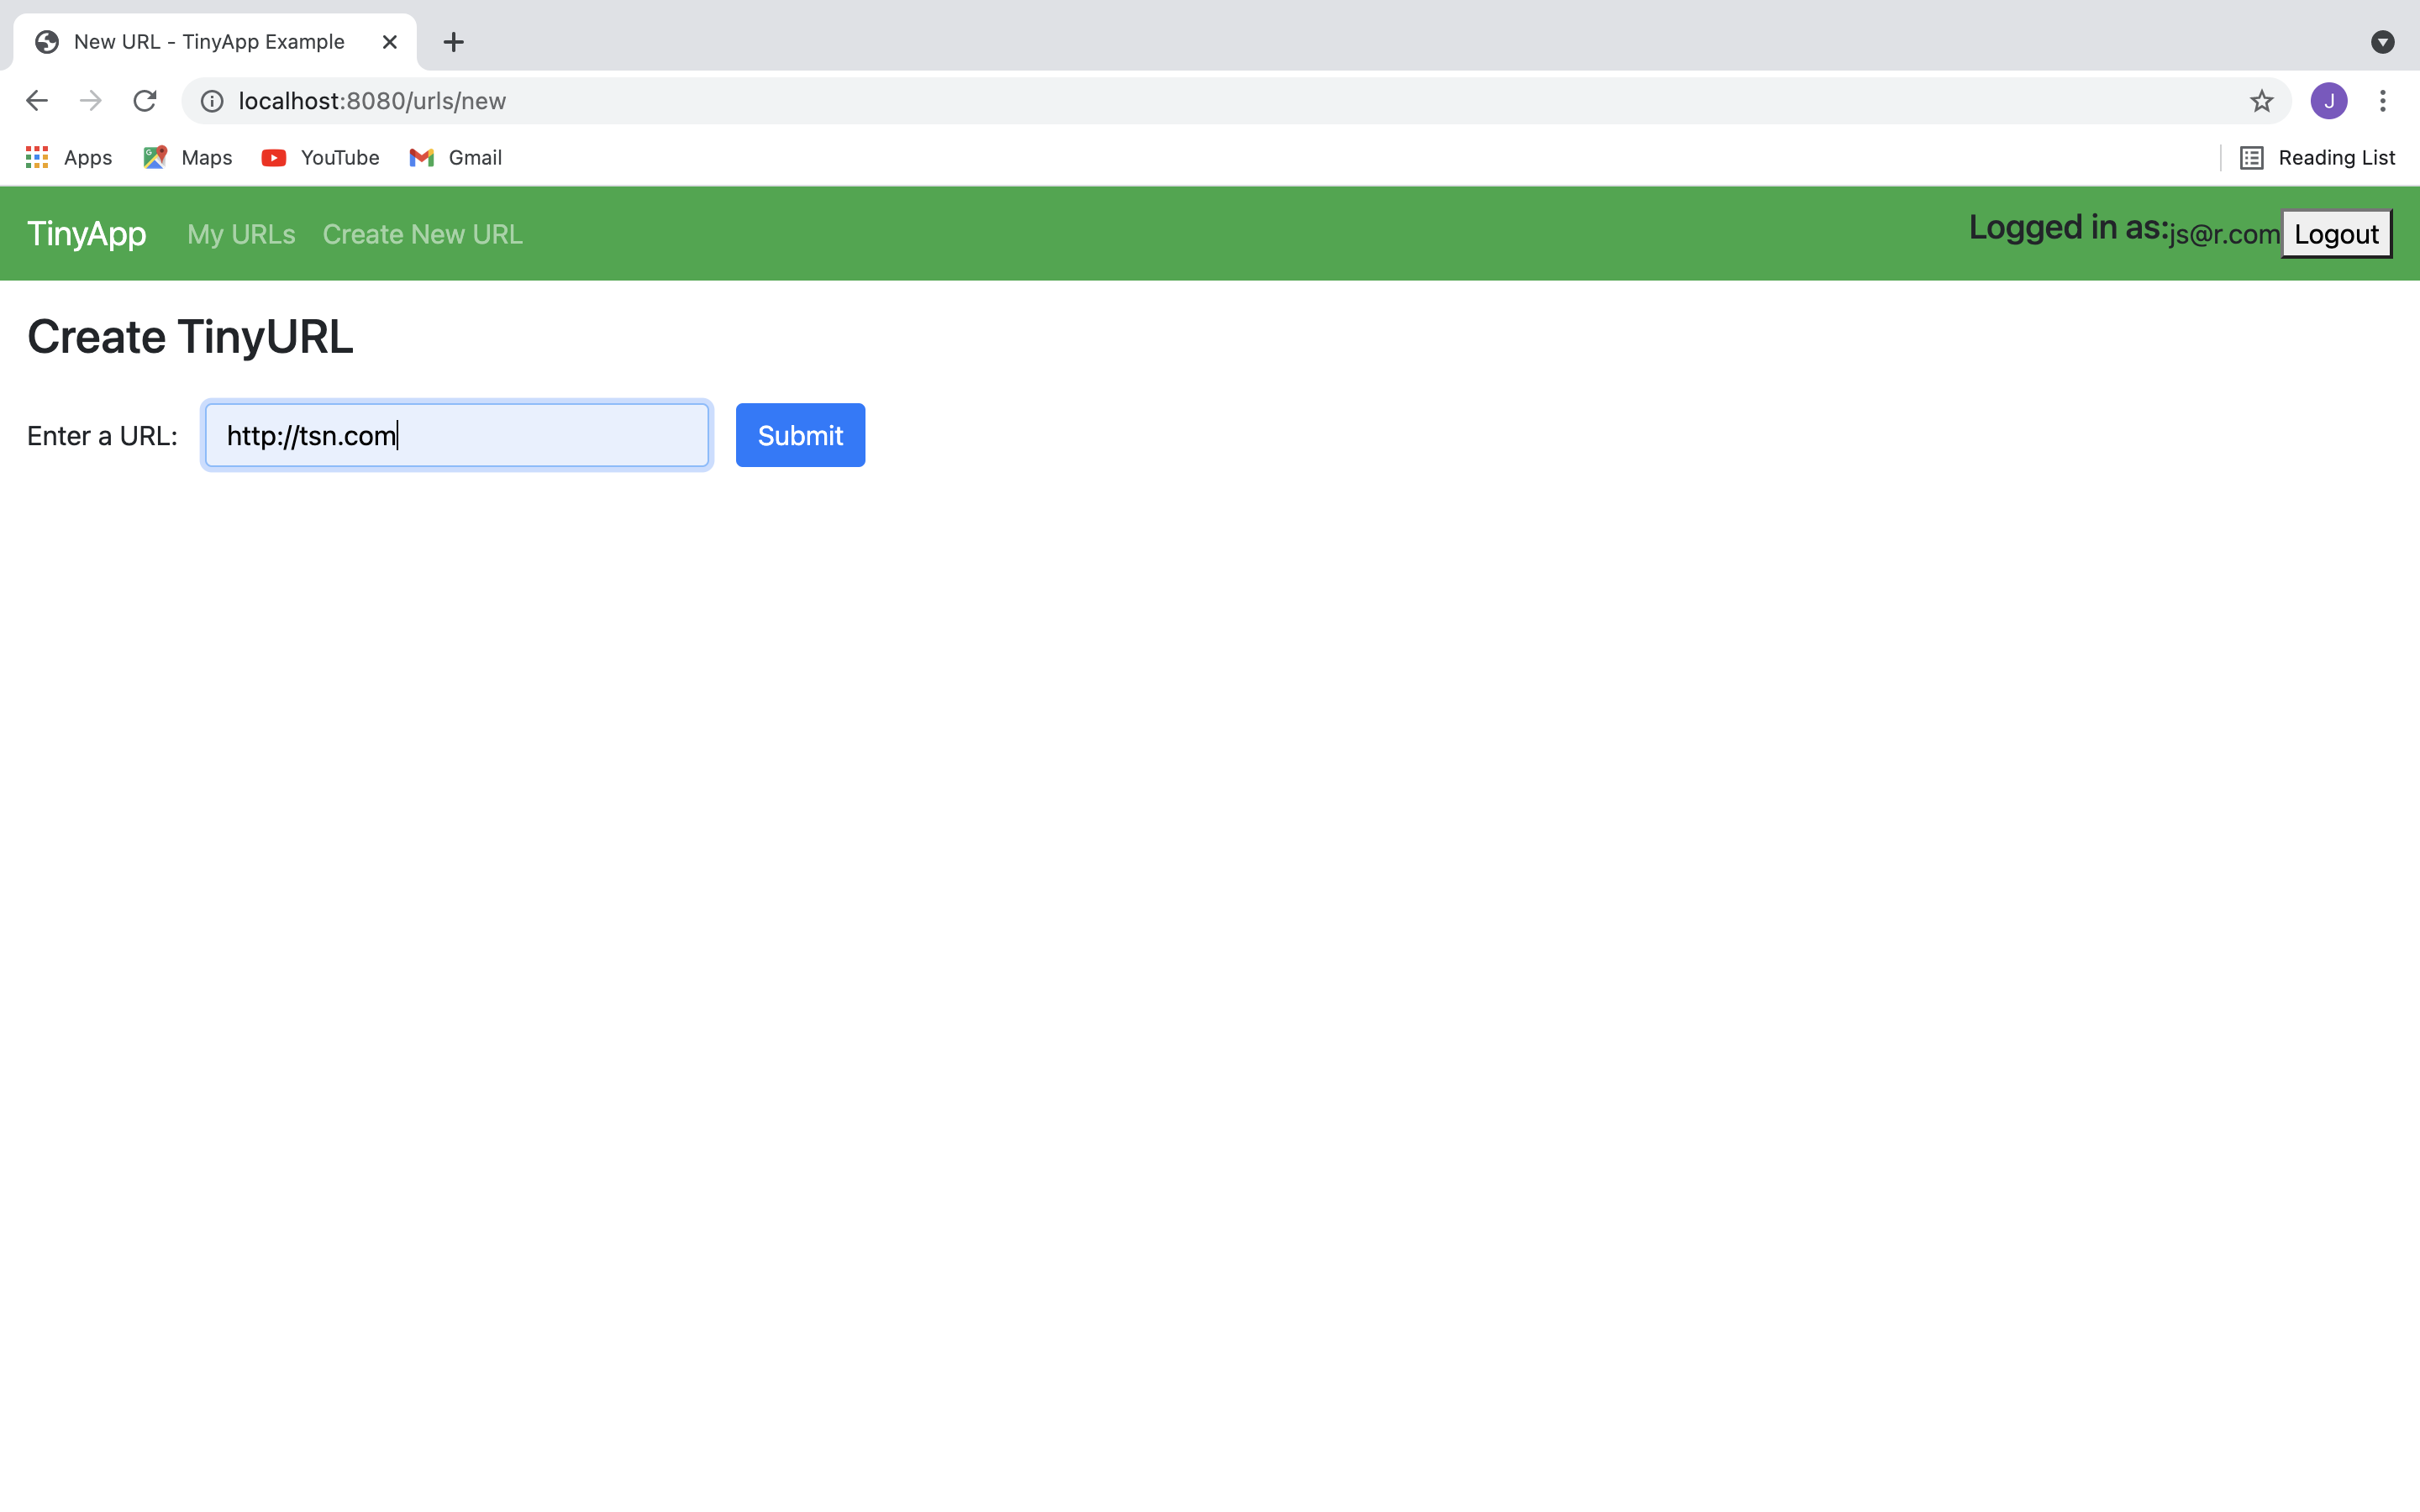 New URL - TinyApp Example
localhost:8080/urls/new
J
Apps Maps YouTube Gmail Reading List
TinyApp My URLs Create New URL Logged in as:js@r.com Logout
Create TinyURL
Enter a URL: http://tsn.com Submit